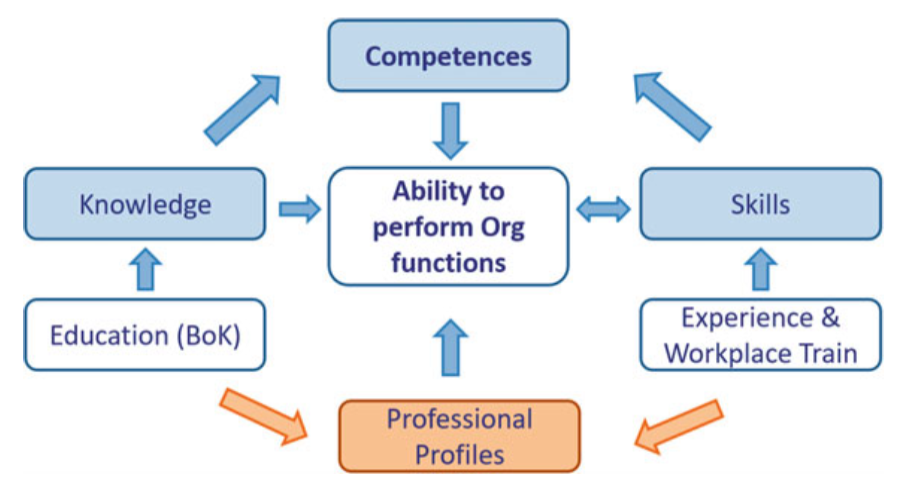 Competences
Knowledge
Ability to
perform Org
functions
Skills
Education (BoK)
Experience &
Workplace Train
Professional
Profiles